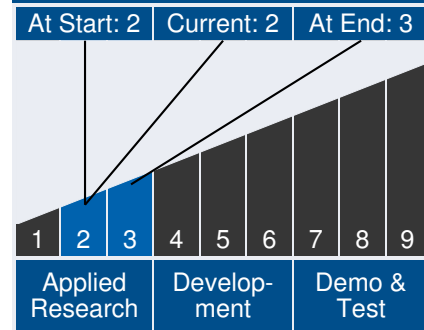 At Start: 2 Current: 2 At End: 3
1 2 3 4 5 6 7 8 9
Applied Develop- Demo &
Research ment Test